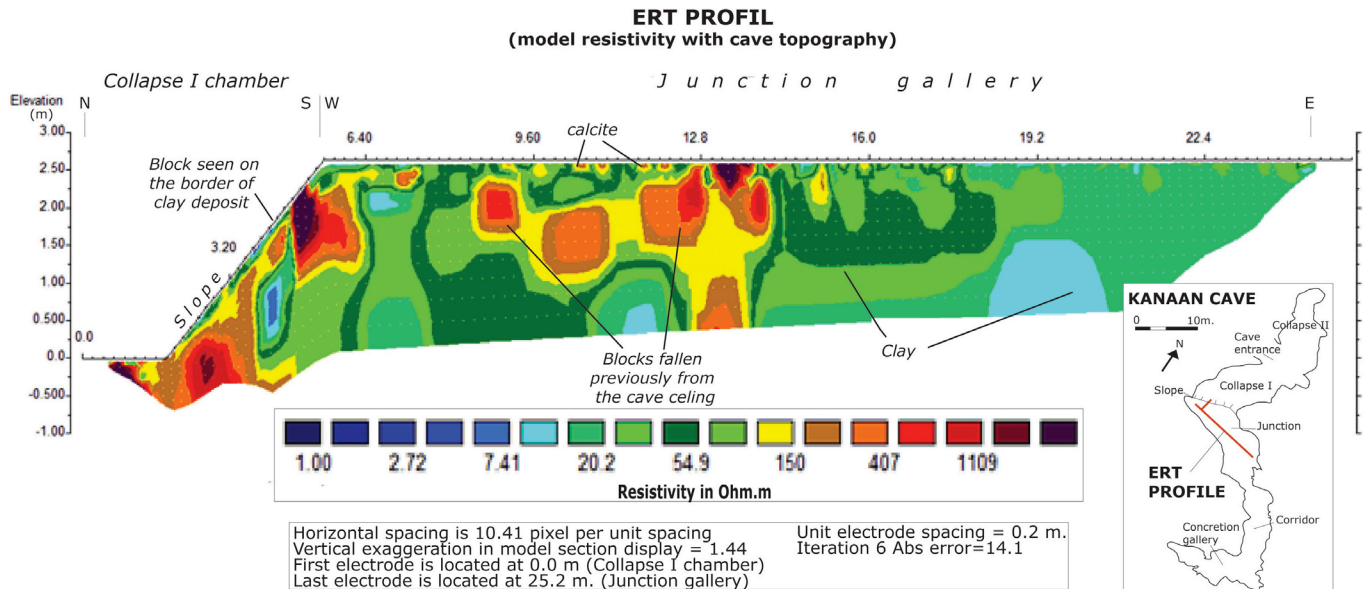 ERT PROFIL
(model resistivity with cave topography)
Collapse I chamber
Junction gallery
Elevation
(m)
N
S
W
E
3.00
2.50
2.00
1.50
1.00
0.500
0.0
-0.500
-1.00
0.0
3.20
6.40
9.60
12.8
16.0
19.2
22.4
calcite
Block seen on
the border of
clay deposit
Slope
Blocks fallen
previously from
the cave celing
Clay
1.00 2.72 7.41 20.2 54.9 150 407 1109
Resistivity in Ohm.m
Horizontal spacing is 10.41 pixel per unit spacing
Vertical exaggeration in model section display = 1.44
First electrode is located at 0.0 m (Collapse I chamber)
Last electrode is located at 25.2 m. (Junction gallery)
Unit electrode spacing = 0.2 m.
Iteration 6 Abs error=14.1
KANAAN CAVE
0 10m.
N
Collapse II
Cave
entrance
Slope
Collapse I
Junction
ERT
PROFILE
Concretion
gallery
Corridor